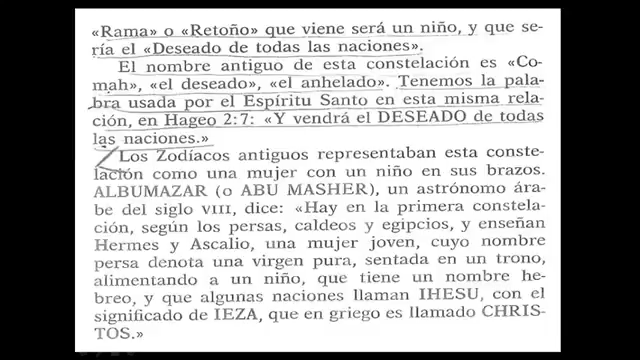 «Rama» o «Retoño» que viene será un niño, y que se-
ría el «Deseado de todas las naciones».
El nombre antiguo de esta constelación es «Co-
mah», «el deseado», «el anhelado». Tenemos la pala-
bra usada por el Espíritu Santo en esta misma rela-
ción, en Hageo 2:7: «Y vendrá el DESEADO de todas
las naciones.»
Los Zodíacos antiguos representaban esta conste-
lación como una mujer con un niño en sus brazos.
ALBUMAZAR (o ABU MASHER), un astrónomo ára-
be del siglo VIII, dice: «Hay en la primera constela-
ción, según los persas, caldeos y egipcios, y enseñan
Hermes y Ascalio, una mujer joven, cuyo nombre
persa denota una virgen pura, sentada en un trono,
alimentando a un niño, que tiene un nombre he-
breo, y que algunas naciones llaman IHESU, con el
significado de IEZA, que en griego es llamado CHRIS-
TOS.»